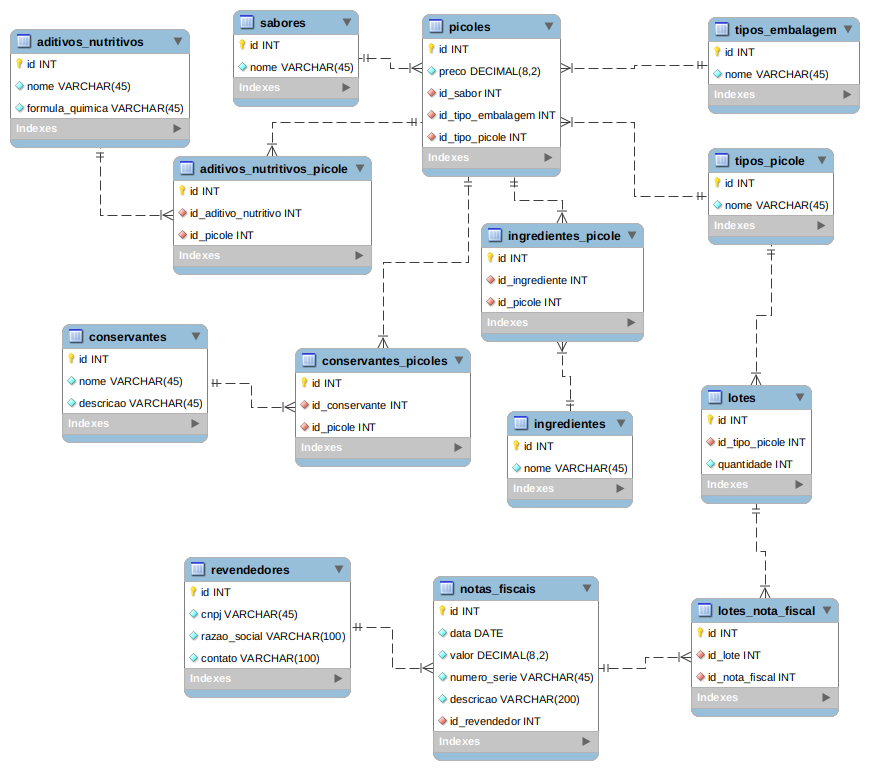 aditivos_nutritivos
id INT
nome VARCHAR(45)
formula_quimica VARCHAR(45)
Indexes
sabores
id INT
nome VARCHAR(45)
Indexes
picoles
id INT
preco DECIMAL(8,2)
id_sabor INT
id_tipo_embalagem INT
id_tipo_picole INT
Indexes
tipos_embalagem
id INT
nome VARCHAR(45)
Indexes
aditivos_nutritivos_picole
id INT
id_aditivo_nutritivo INT
id_picole INT
Indexes
tipos_picole
id INT
nome VARCHAR(45)
Indexes
ingredientes_picole
id INT
id_ingrediente INT
id_picole INT
Indexes
conservantes
id INT
nome VARCHAR(45)
descricao VARCHAR(45)
Indexes
conservantes_picoles
id INT
id_conservante INT
id_picole INT
Indexes
ingredientes
id INT
nome VARCHAR(45)
Indexes
lotes
id INT
id_tipo_picole INT
quantidade INT
Indexes
revendedores
id INT
cnpj VARCHAR(45)
razao_social VARCHAR(100)
contato VARCHAR(100)
Indexes
notas_fiscais
id INT
data DATE
valor DECIMAL(8,2)
numero_serie VARCHAR(45)
descricao VARCHAR(200)
id_revendedor INT
Indexes
lotes_nota_fiscal
id INT
id_lote INT
id_nota_fiscal INT
Indexes